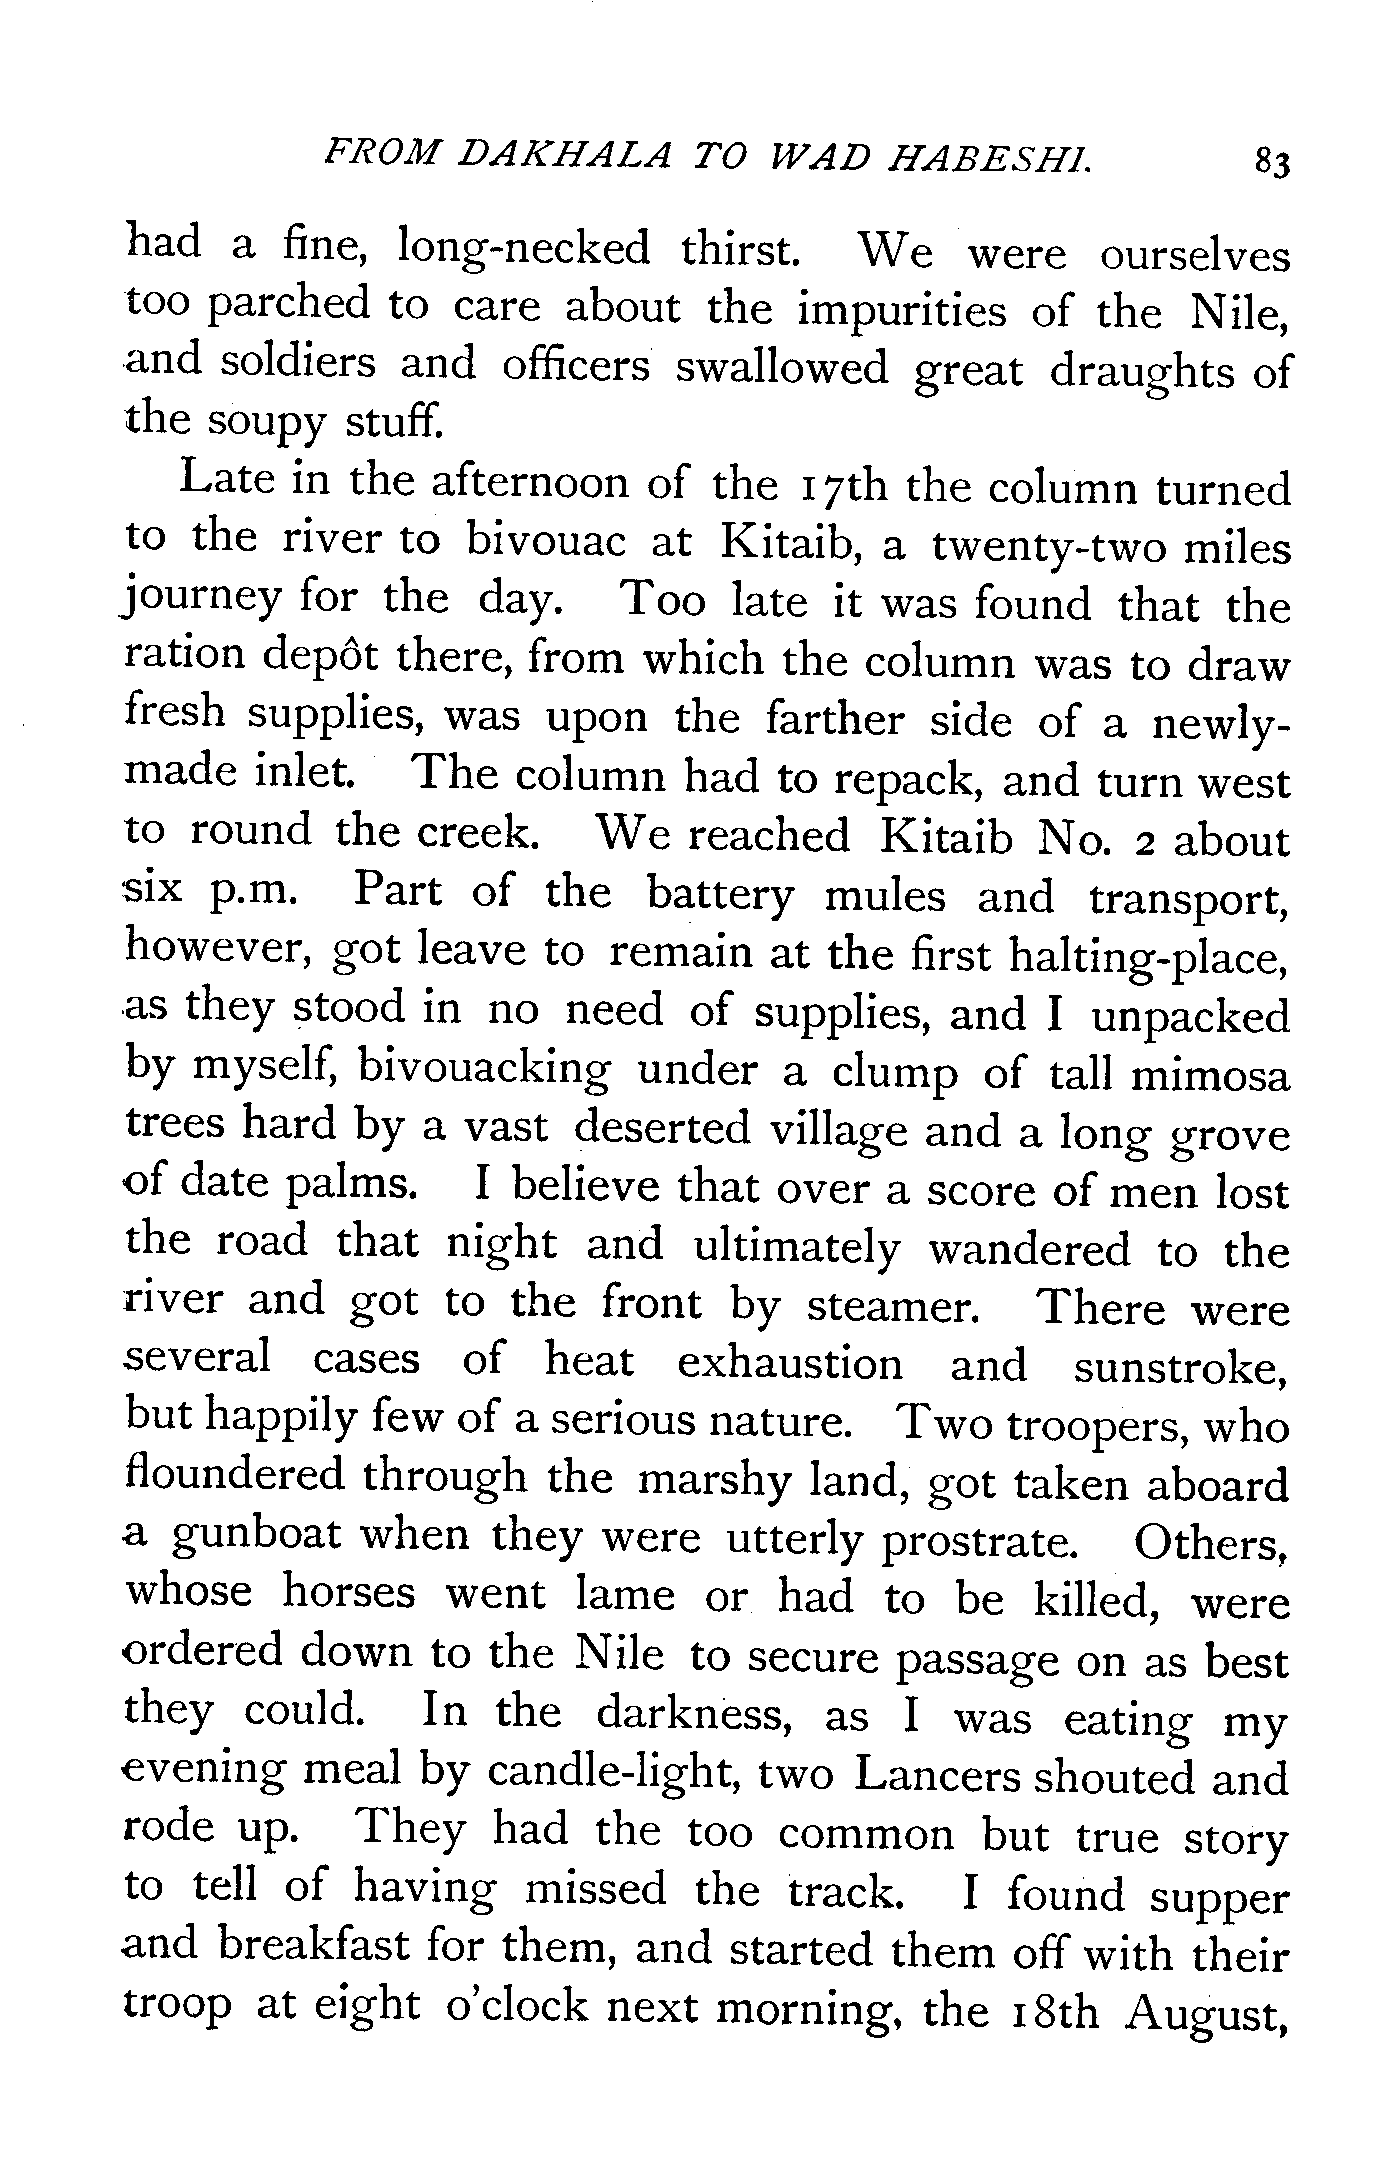 FROM DAKHALA TO WAD HABESHI. 83
had a fine, long-necked thirst. We were ourselves
too parched to care about the impurities of the Nile,
and soldiers and officers swallowed great draughts of
the soupy stuff.
Late in the afternoon of the 17th the column turned
to the river to bivouac at Kitaib, a twenty-two miles
journey for the day. Too late it was found that the
ration depôt there, from which the column was to draw
fresh supplies, was upon the farther side of a newly-
made inlet. The column had to repack, and turn west
to round the creek. We reached Kitaib No. 2 about
six p.m. Part of the battery mules and transport,
however, got leave to remain at the first halting-place,
as they stood in no need of supplies, and I unpacked
by myself, bivouacking under a clump of tall mimosa
trees hard by a vast deserted village and a long grove
of date palms. I believe that over a score of men lost
the road that night and ultimately wandered to the
river and got to the front by steamer. There were
several cases of heat exhaustion and sunstroke,
but happily few of a serious nature. Two troopers, who
floundered through the marshy land, got taken aboard
a gunboat when they were utterly prostrate. Others,
whose horses went lame or had to be killed, were
ordered down to the Nile to secure passage on as best
they could. In the darkness, as I was eating my
evening meal by candle-light, two Lancers shouted and
rode up. They had the too common but true story
to tell of having missed the track. I found supper
and breakfast for them, and started them off with their
troop at eight o'clock next morning, the 18th August,